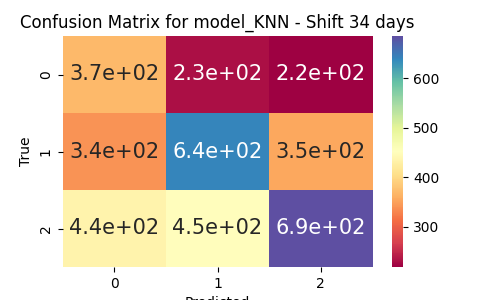 Confusion Matrix for model_KNN - Shift 34 days
0 3.7e+02 2.3e+02 2.2e+02
1 3.4e+02 6.4e+02 3.5e+02
2 4.4e+02 4.5e+02 6.9e+02
0 1 2
Predicted
True
600
500
400
300